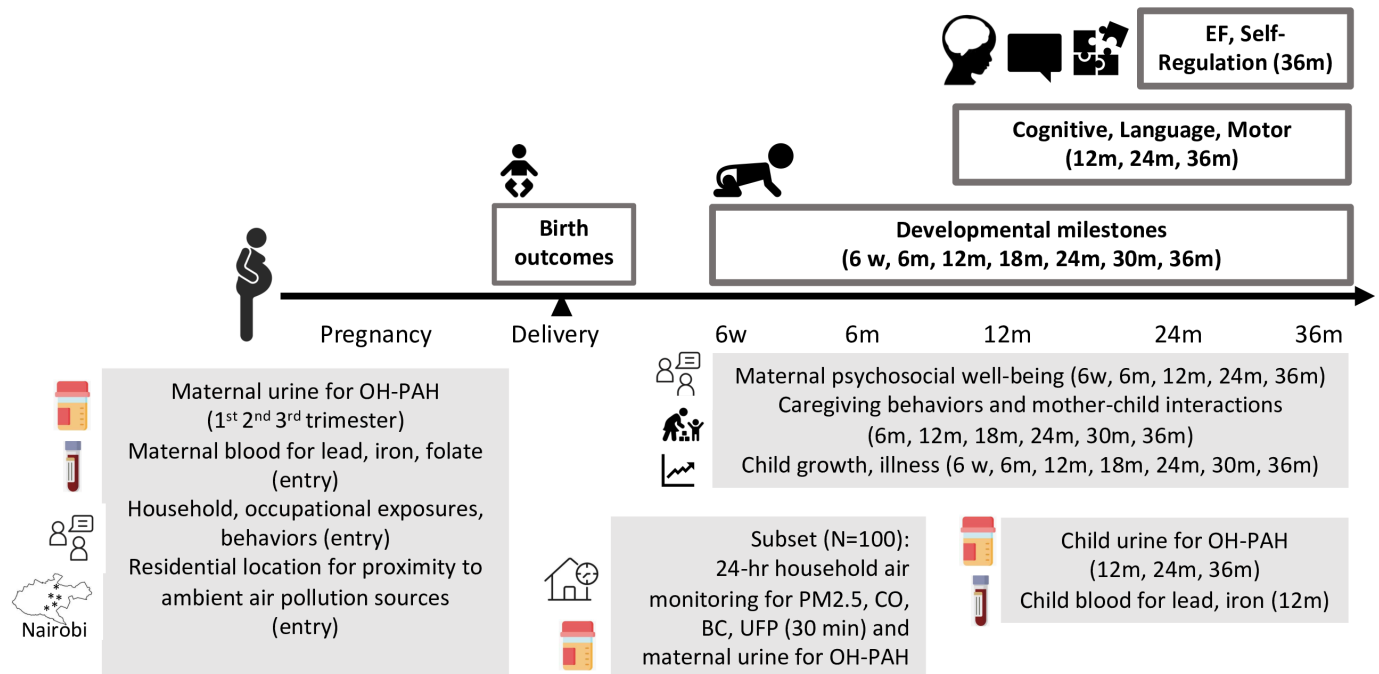 EF, Self-
Regulation (36m)
Cognitive, Language, Motor
(12m, 24m, 36m)
Birth
outcomes
Developmental milestones
(6 w, 6m, 12m, 18m, 24m, 30m, 36m)
Pregnancy
Delivery
6w
6m
12m
24m
36m
Maternal urine for OH-PAH
(1st 2nd 3rd trimester)
Maternal blood for lead, iron, folate
(entry)
Household, occupational exposures,
behaviors (entry)
Residential location for proximity to
ambient air pollution sources
(entry)
Nairobi
Maternal psychosocial well-being (6w, 6m, 12m, 24m, 36m)
Caregiving behaviors and mother-child interactions
(6m, 12m, 18m, 24m, 30m, 36m)
Child growth, illness (6 w, 6m, 12m, 18m, 24m, 30m, 36m)
Subset (N=100):
24-hr household air
monitoring for PM2.5, CO,
BC, UFP (30 min) and
maternal urine for OH-PAH
Child urine for OH-PAH
(12m, 24m, 36m)
Child blood for lead, iron (12m)